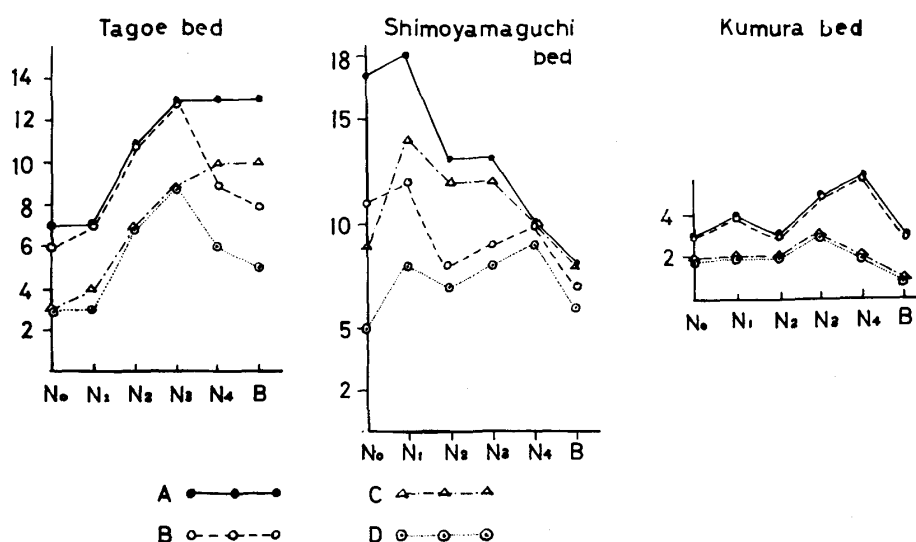 Tagoe bed
14
12
10
8
6
4
2
N₀ N₁ N₂ N₃ N₄ B
Shimoyamaguchi
bed
18
15
10
5
2
N₀ N₁ N₂ N₃ N₄ B
Kumura bed
4
2
N₀ N₁ N₂ N₃ N₄ B
A
B
C
D